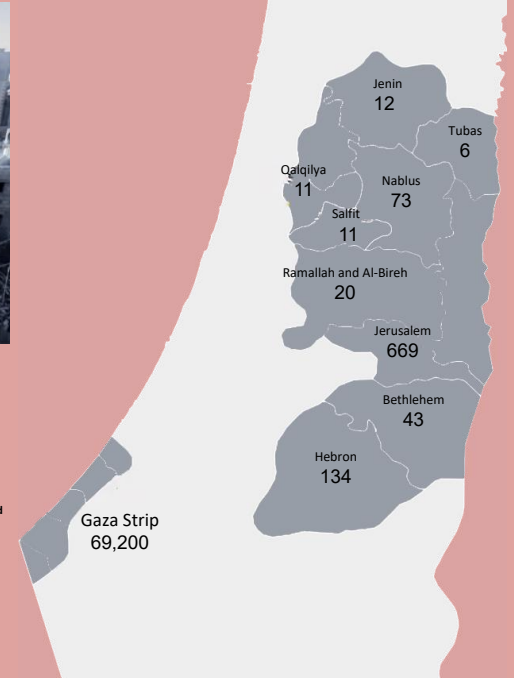 Jenin
12
Tubas
6
Qalqilya
11
Nablus
73
Salfit
11
Ramallah and Al-Bireh
20
Jerusalem
669
Bethlehem
43
Hebron
134
Gaza Strip
69,200